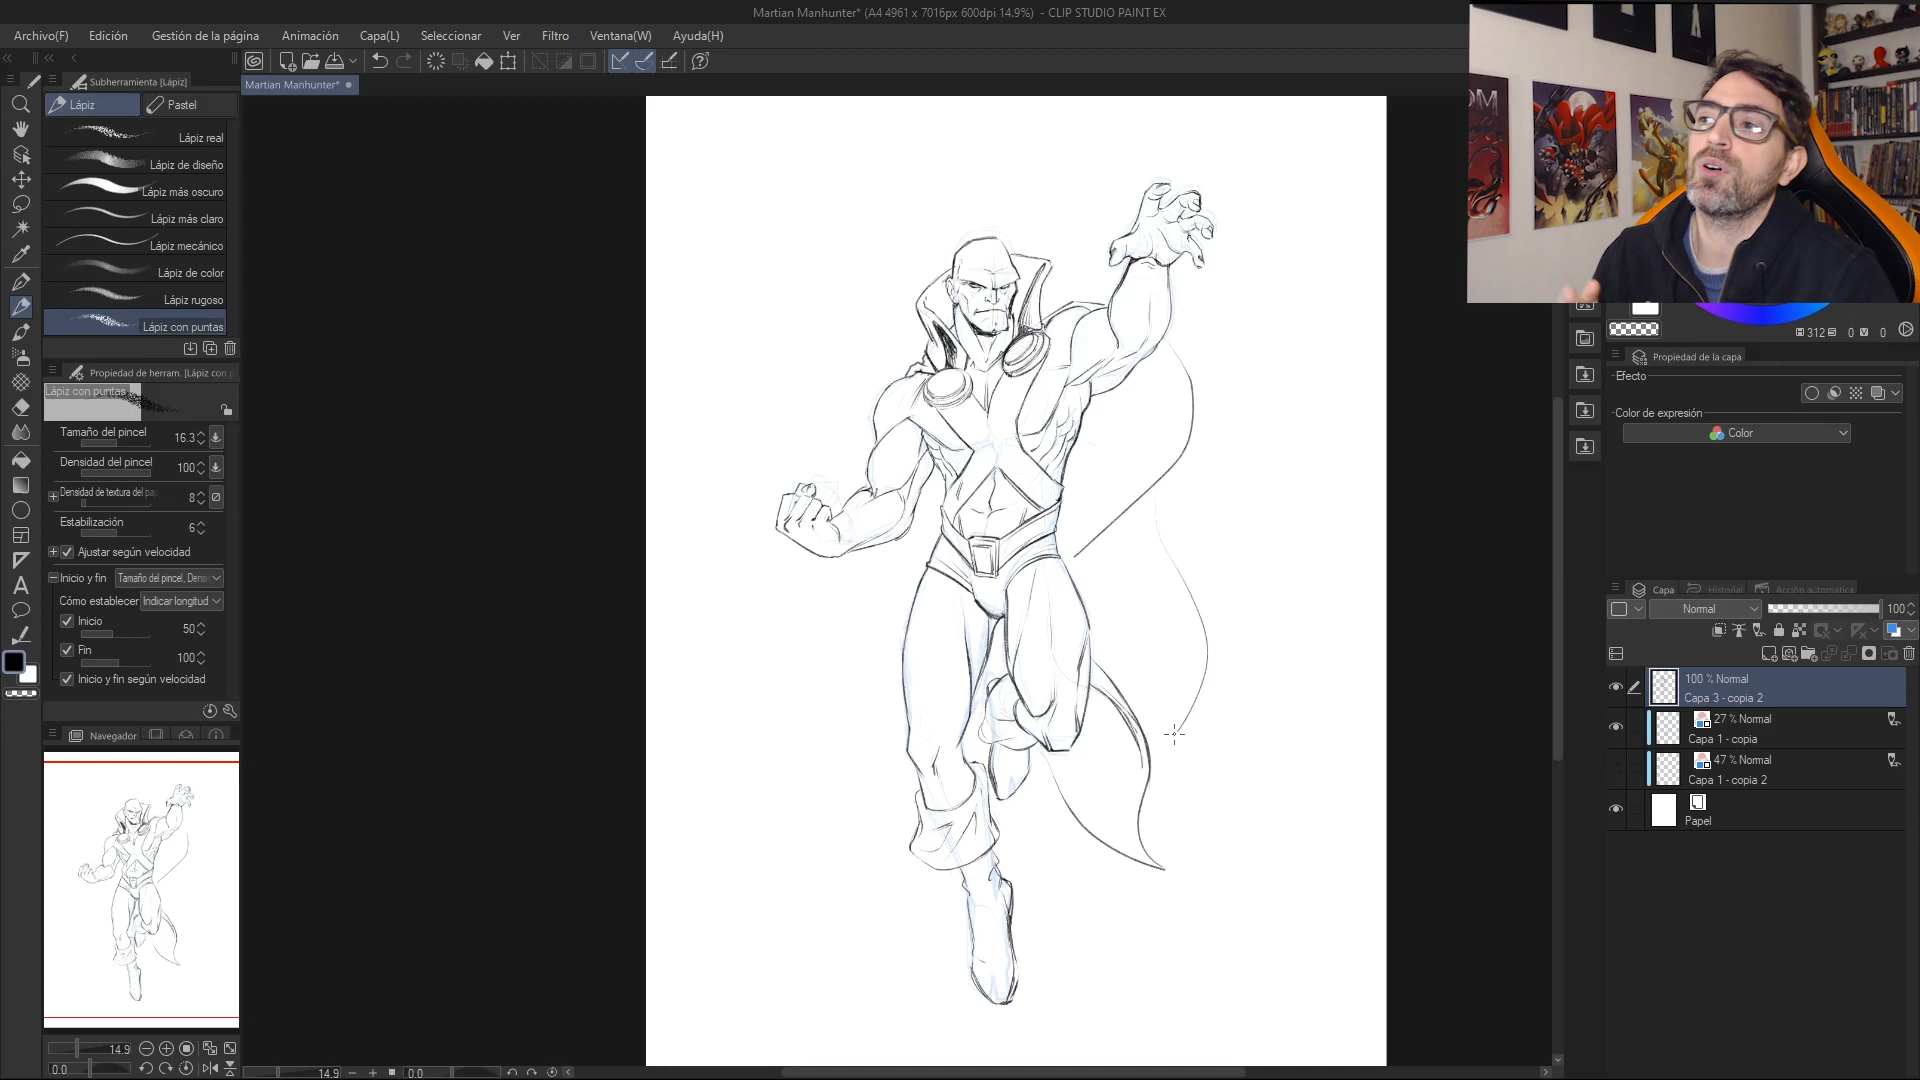 Martian Manhunter* (A4 4961 x 7016px 600dpi 14.9%)  - CLIP STUDIO PAINT EX
Archivo(F) Edición Gestión de la página Animación Capa(L) Seleccionar Ver Filtro Ventana(W) Ayuda(H)
Subherramienta [Lápiz]
Martian Manhunter*
Lápiz Pastel
Lápiz real
Lápiz de diseño
Lápiz más oscuro
Lápiz más claro
Lápiz mecánico
Lápiz de color
Lápiz rugoso
Lápiz con puntas
Propiedad de herram. [Lápiz con p
Lápiz con puntas
Tamaño del pincel 16.3
Densidad del pincel 100
Densidad de textura del pap 8
Estabilización 6
Ajustar según velocidad
Inicio y fin Tamaño del pincel, Densi
Cómo establecer Indicar longitud
Inicio 50
Fin 100
Inicio y fin según velocidad
Navegador
14.9
0.0
14.9 0.0
OM
H 312 S 0 V 0
Propiedad de la capa
Efecto
Color de expresión
Color
Capa Historial Acción automática
Normal 100
100 % Normal
Capa 3 - copia 2
27 % Normal
Capa 1 - copia
47 % Normal
Capa 1 - copia 2
Papel